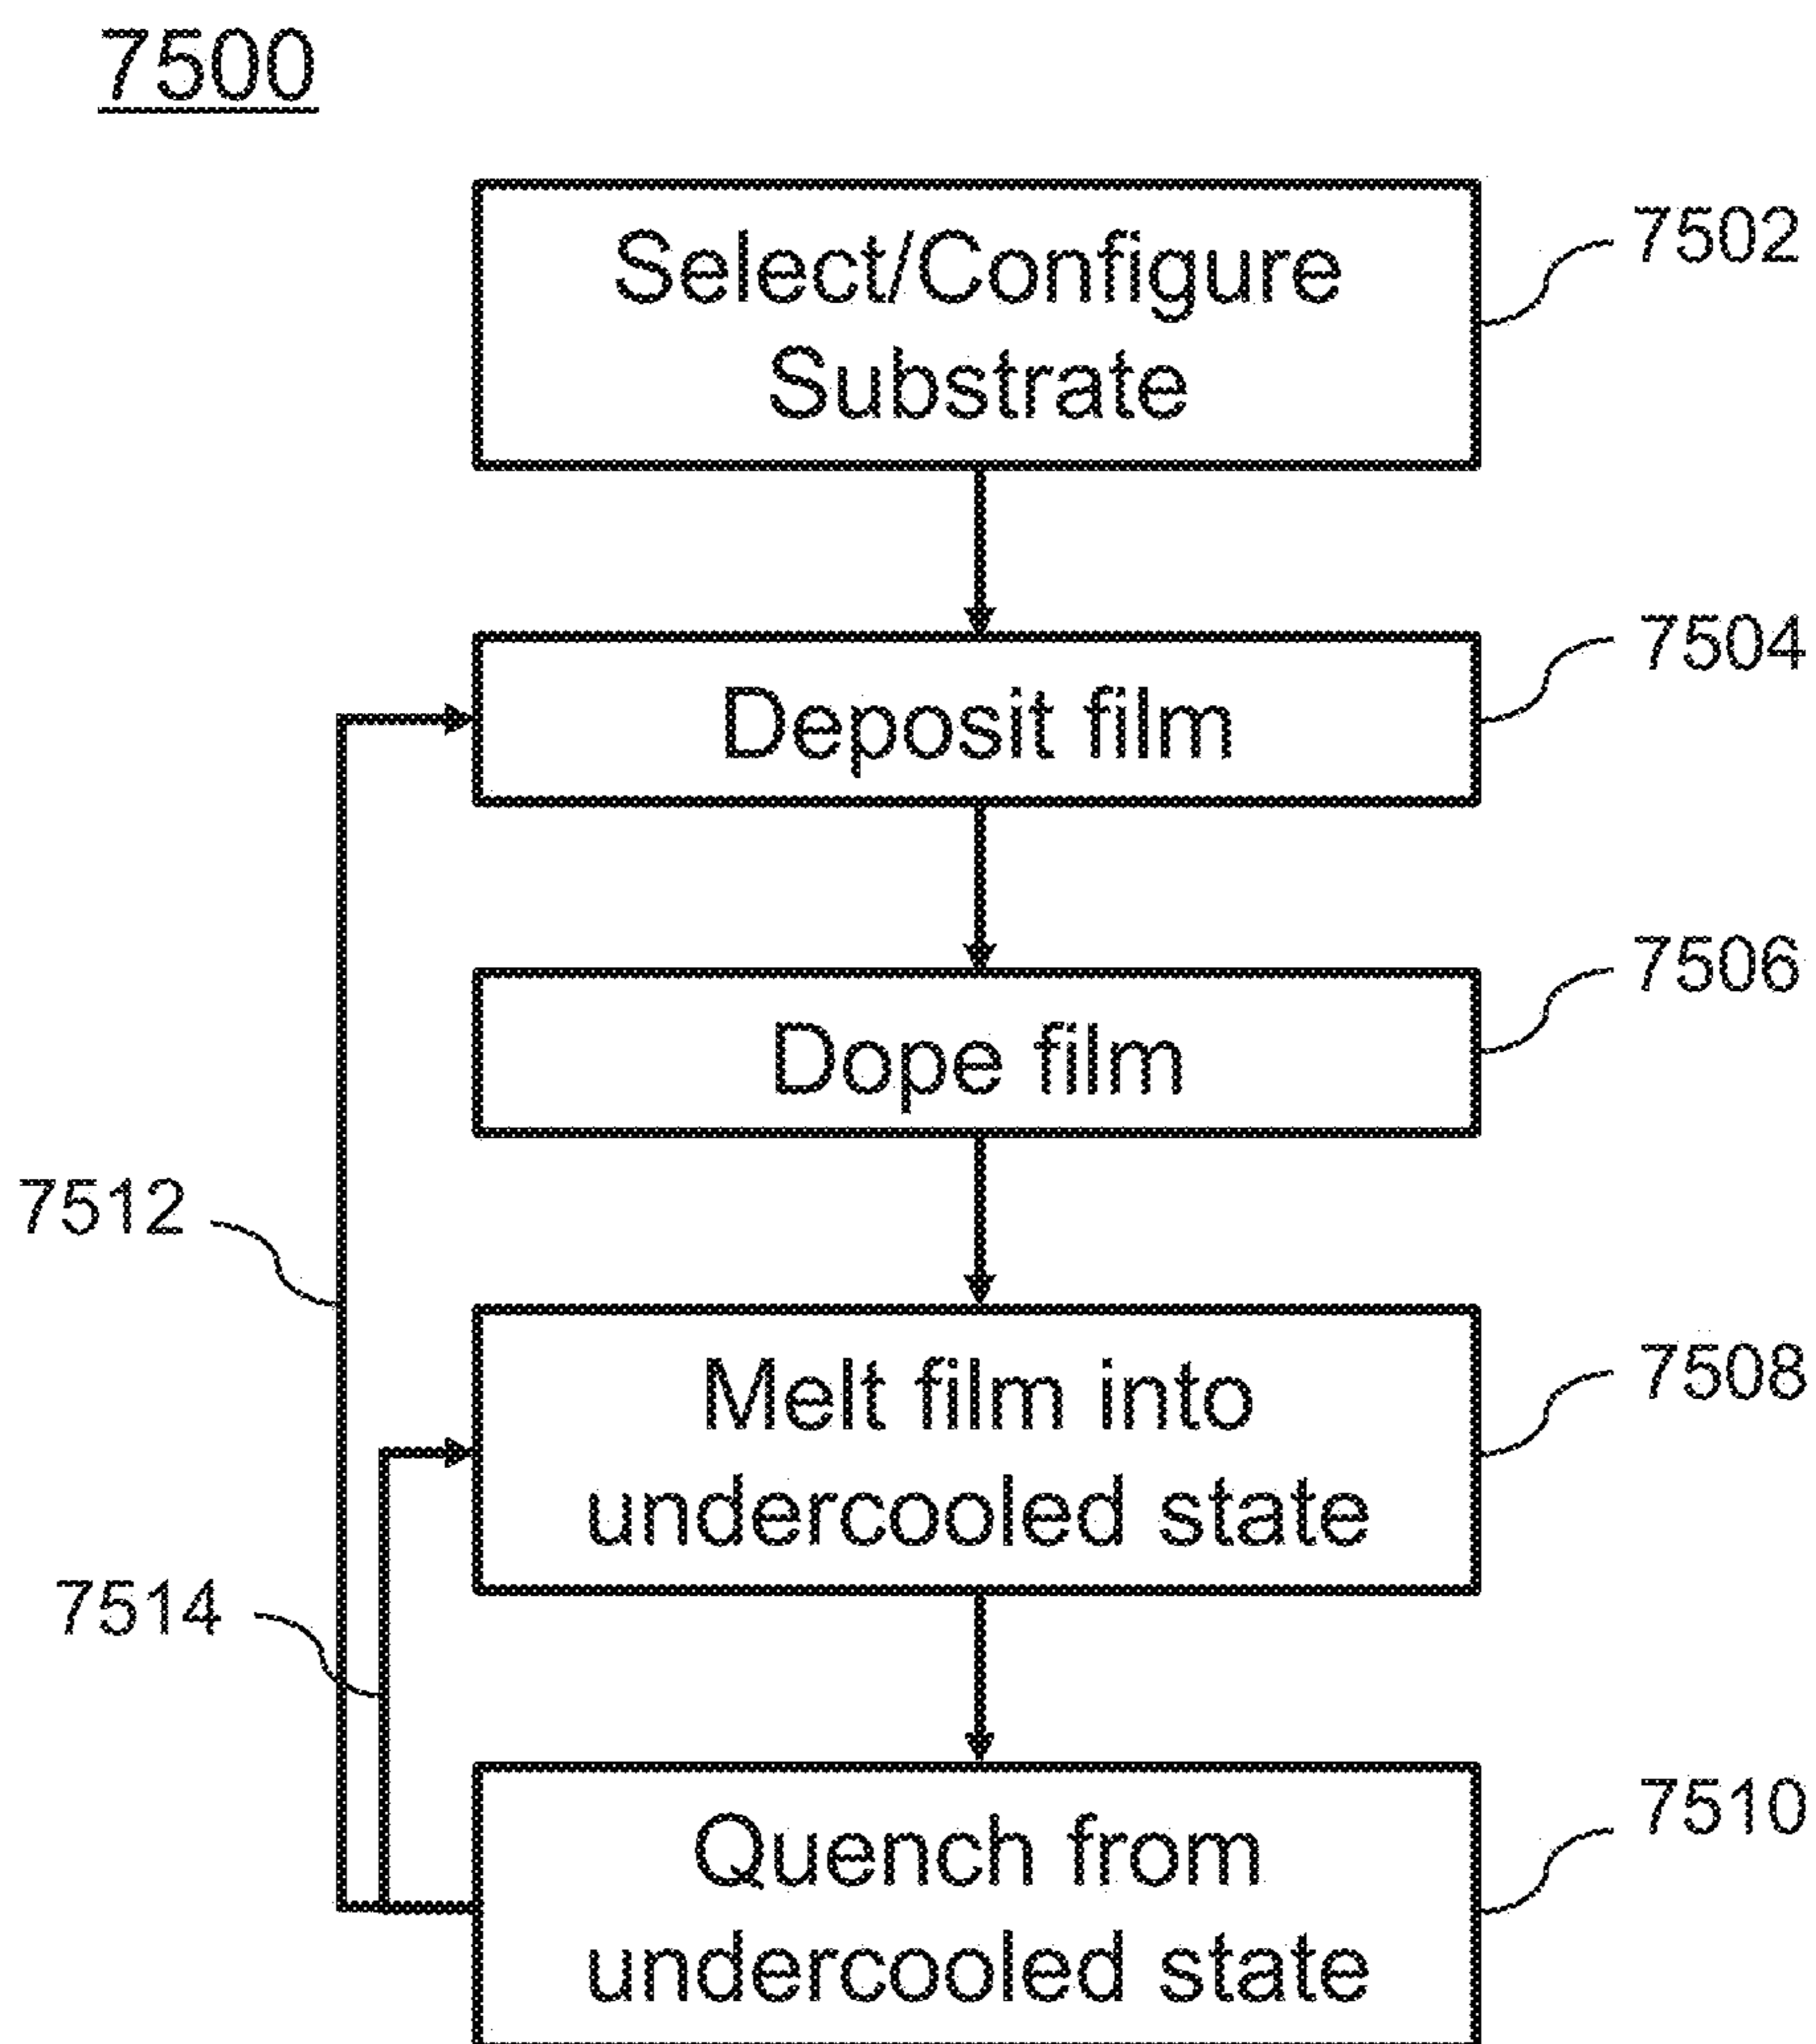 7500
Select/Configure
Substrate
7502
Deposit film
7504
Dope film
7506
7512
Melt film into
undercooled state
7508
7514
Quench from
undercooled state
7510